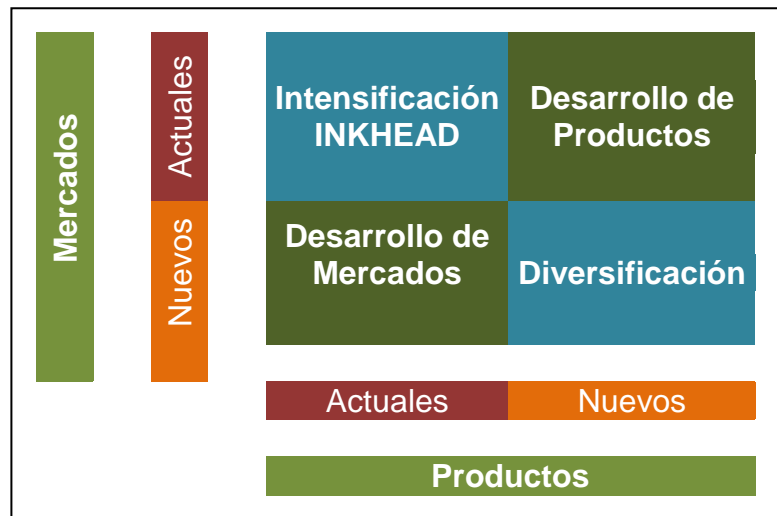 Mercados
Actuales
Nuevos
Intensificación
INKHEAD
Desarrollo de
Productos
Desarrollo de
Mercados
Diversificación
Actuales
Nuevos
Productos